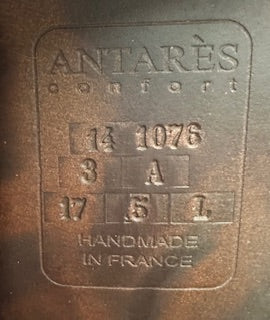 ANTARÈS
confort
14 1076
3 A
17 .5 L
HANDMADE
IN FRANCE